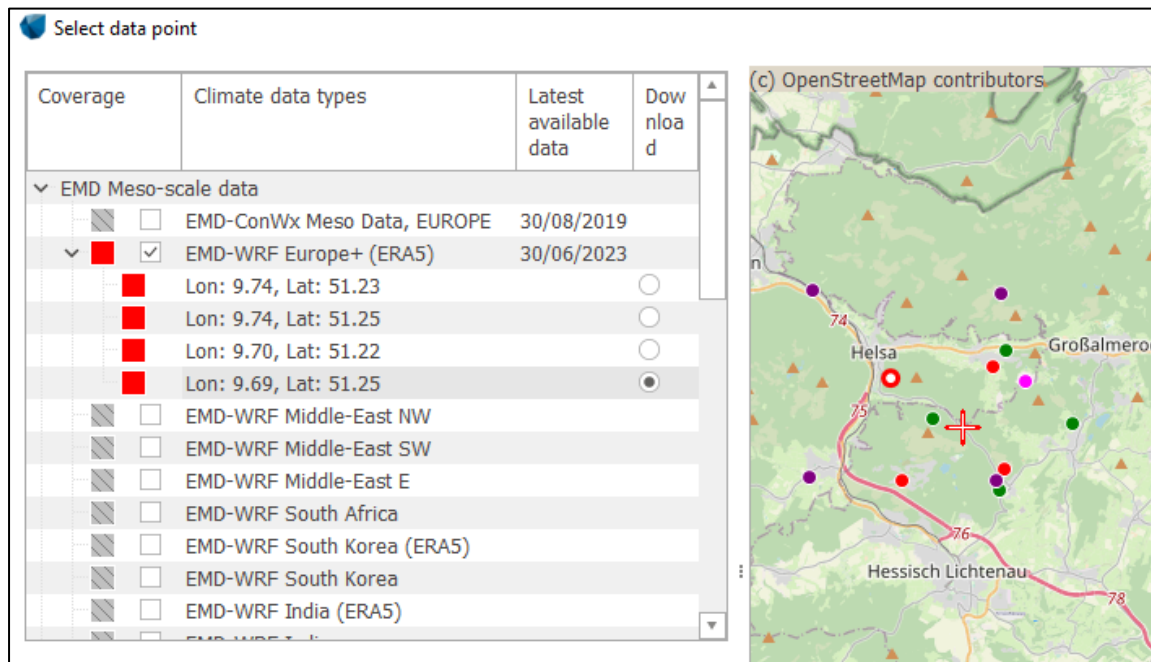 Select data point
Coverage
Climate data types
Latest
available
data
Dow
nloa
d
EMD Meso-scale data
EMD-ConWx Meso Data, EUROPE 30/08/2019
EMD-WRF Europe+ (ERA5) 30/06/2023
Lon: 9.74, Lat: 51.23
Lon: 9.74, Lat: 51.25
Lon: 9.70, Lat: 51.22
Lon: 9.69, Lat: 51.25
EMD-WRF Middle-East NW
EMD-WRF Middle-East SW
EMD-WRF Middle-East E
EMD-WRF South Africa
EMD-WRF South Korea (ERA5)
EMD-WRF South Korea
EMD-WRF India (ERA5)
(c) OpenStreetMap contributors
n
74
Helsa
Großalmero
75
76
Hessisch Lichtenau
78